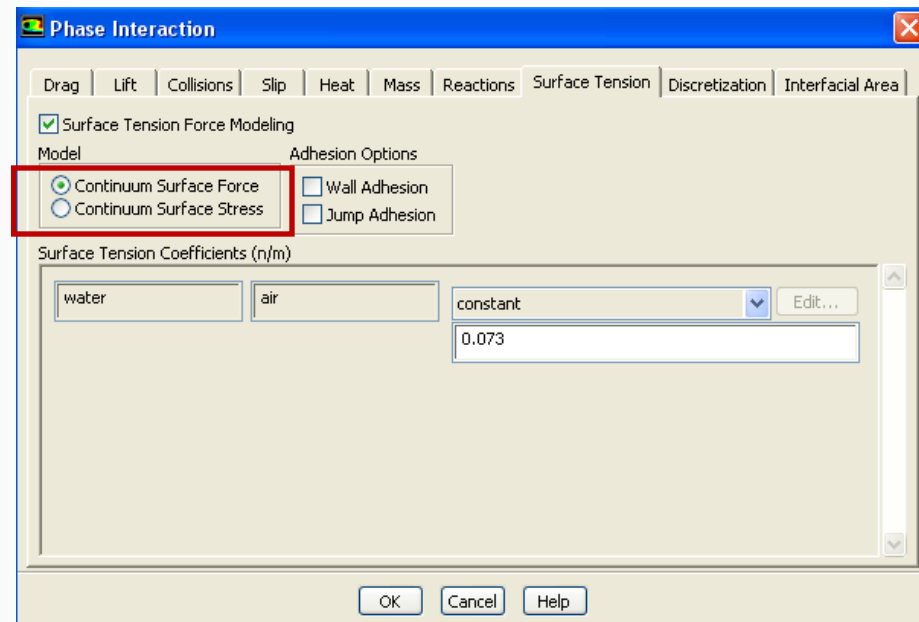 Phase Interaction
Drag Lift Collisions Slip Heat Mass Reactions Surface Tension Discretization Interfacial Area
Surface Tension Force Modeling
Model Adhesion Options
Continuum Surface Force Wall Adhesion
Continuum Surface Stress Jump Adhesion
Surface Tension Coefficients (n/m)
water air constant Edit...
0.073
OK Cancel Help